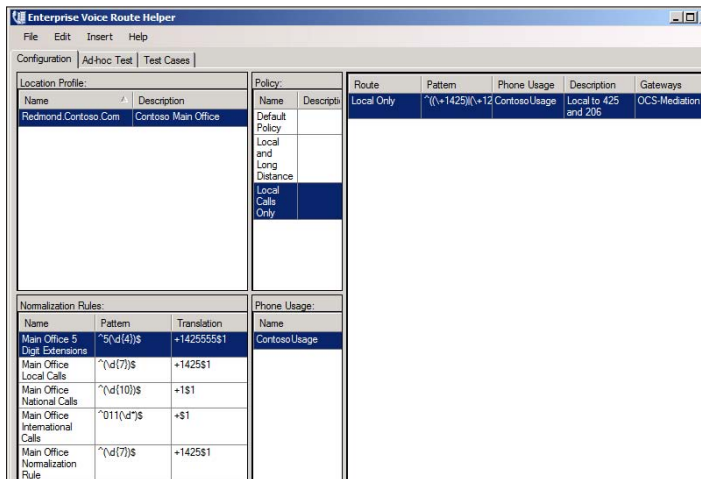 Enterprise Voice Route Helper
File Edit Insert Help
Configuration Ad-hoc Test Test Cases
Location Profile:
Name Description
Redmond.Contoso.Com Contoso Main Office
Policy:
Name Descripti
Default
Policy
Local
and
Long
Distance
Local
Calls
Only
Route Pattern Phone Usage Description Gateways
Local Only ^((\+1425)|(\+12 ContosoUsage Local to 425 OCS-Mediation
and 206
Normalization Rules:
Name Pattern Translation
Main Office 5 ^5(\d{4})$ +1425555$1
Digit Extensions
Main Office ^(\d{7})$ +1425$1
Local Calls
Main Office ^(\d{10})$ +1$1
National Calls
Main Office ^011(\d*)$ +$1
International
Calls
Main Office ^(\d{7})$ +1425$1
Normalization
Rule
Phone Usage:
Name
ContosoUsage